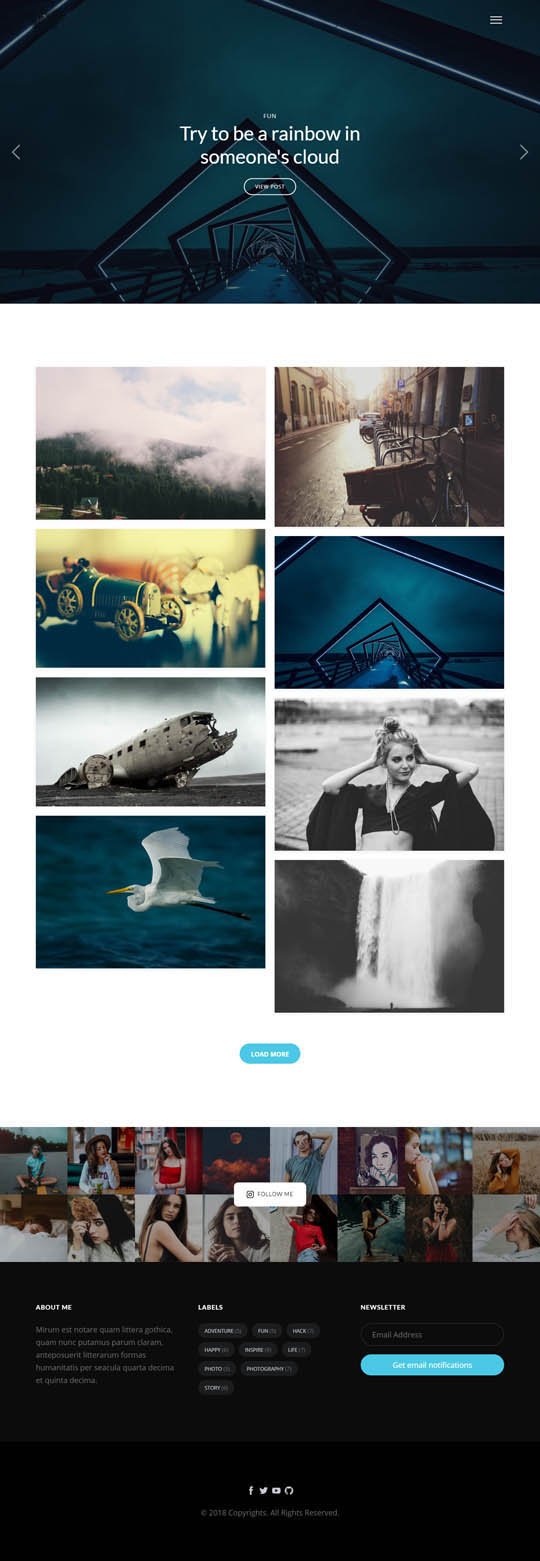 FUN
Try to be a rainbow in
someone's cloud
VIEW POST
LOAD MORE
FOLLOW ME
ABOUT ME
Mirum est notare quam littera gothica,
quam nunc putamus parum claram,
anteposuerit litterarum formas
humanitatis per seacula quarta decima
et quinta decima.
LABELS
ADVENTURE (5) FUN (5) HACK (7)
HAPPY (6) INSPIRE (9) LIFE (7)
PHOTO (5) PHOTOGRAPHY (7)
STORY (6)
NEWSLETTER
Email Address
Get email notifications
© 2018 Copyrights. All Rights Reserved.